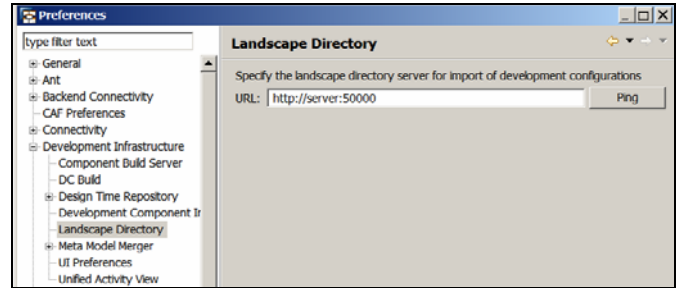 Preferences
type filter text
General
Ant
Backend Connectivity
CAF Preferences
Connectivity
Development Infrastructure
Component Build Server
DC Build
Design Time Repository
Development Component Ir
Landscape Directory
Meta Model Merger
UI Preferences
Unified Activity View
Landscape Directory
Specify the landscape directory server for import of development configurations
URL: http://server:50000 Ping